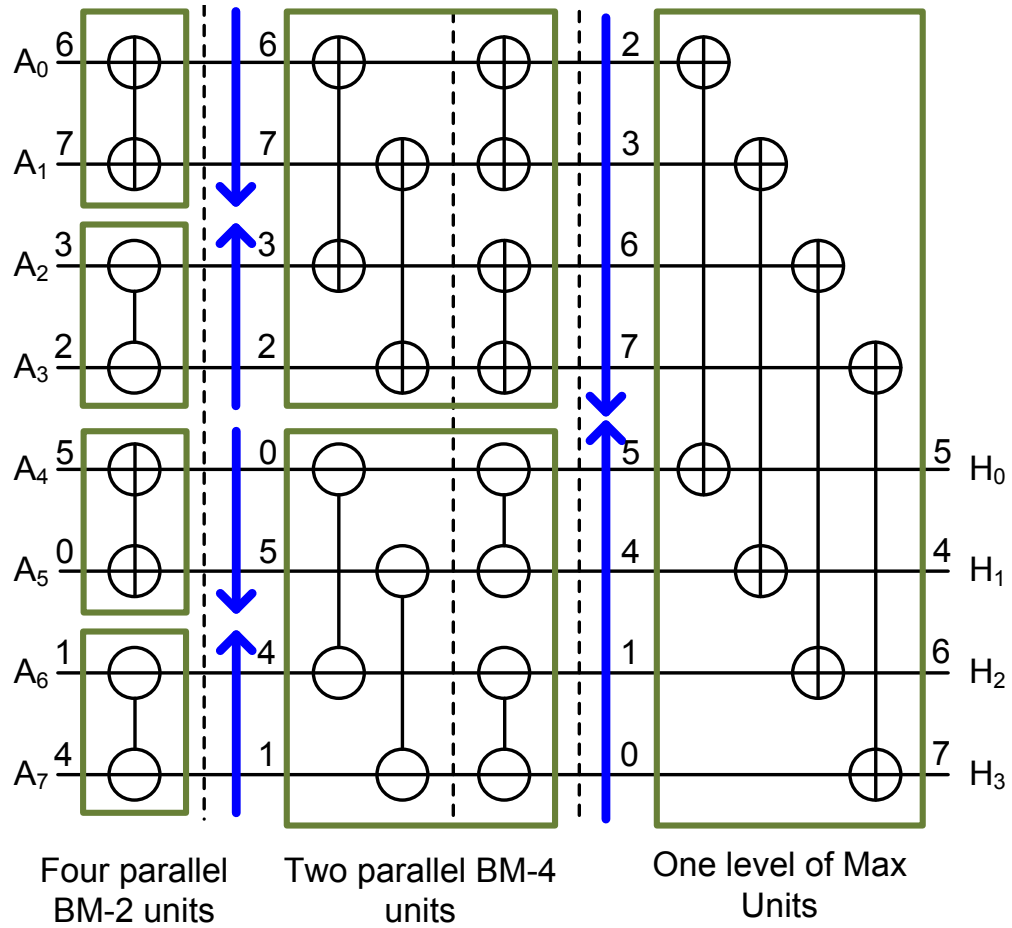 A0 6 6 2
A1 7 7 3
A2 3 3 6
A3 2 2 7
A4 5 0 5 5 H0
A5 0 5 4 4 H1
A6 1 4 1 6 H2
A7 4 1 0 7 H3
Four parallel BM-2 units
Two parallel BM-4 units
One level of Max Units